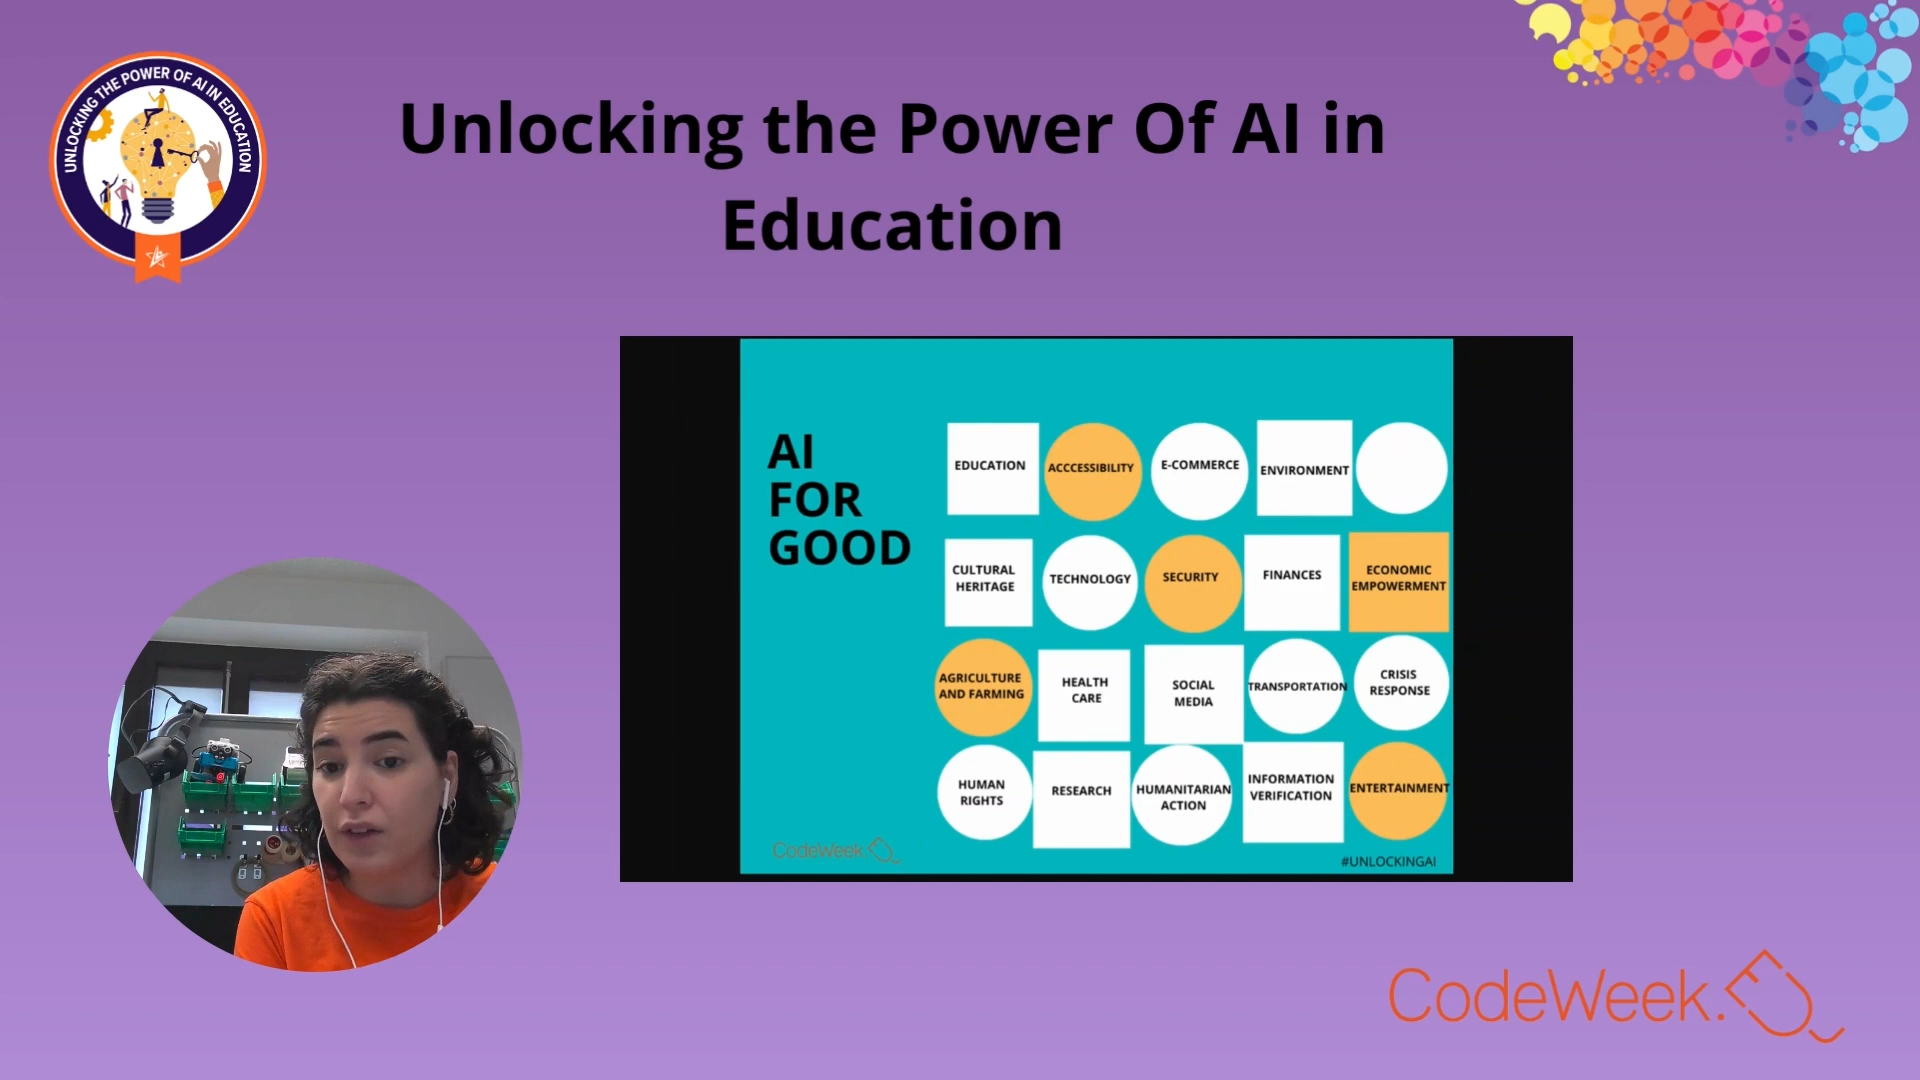 UNLOCKING THE POWER OF AI IN EDUCATION
Unlocking the Power Of AI in
Education
AI
FOR
GOOD
EDUCATION
ACCCESSIBILITY
E-COMMERCE
ENVIRONMENT
CULTURAL
HERITAGE
TECHNOLOGY
SECURITY
FINANCES
ECONOMIC
EMPOWERMENT
AGRICULTURE
AND FARMING
HEALTH
CARE
SOCIAL
MEDIA
TRANSPORTATION
CRISIS
RESPONSE
HUMAN
RIGHTS
RESEARCH
HUMANITARIAN
ACTION
INFORMATION
VERIFICATION
ENTERTAINMENT
CodeWeek.EU
#UNLOCKINGAI
CodeWeek.EU